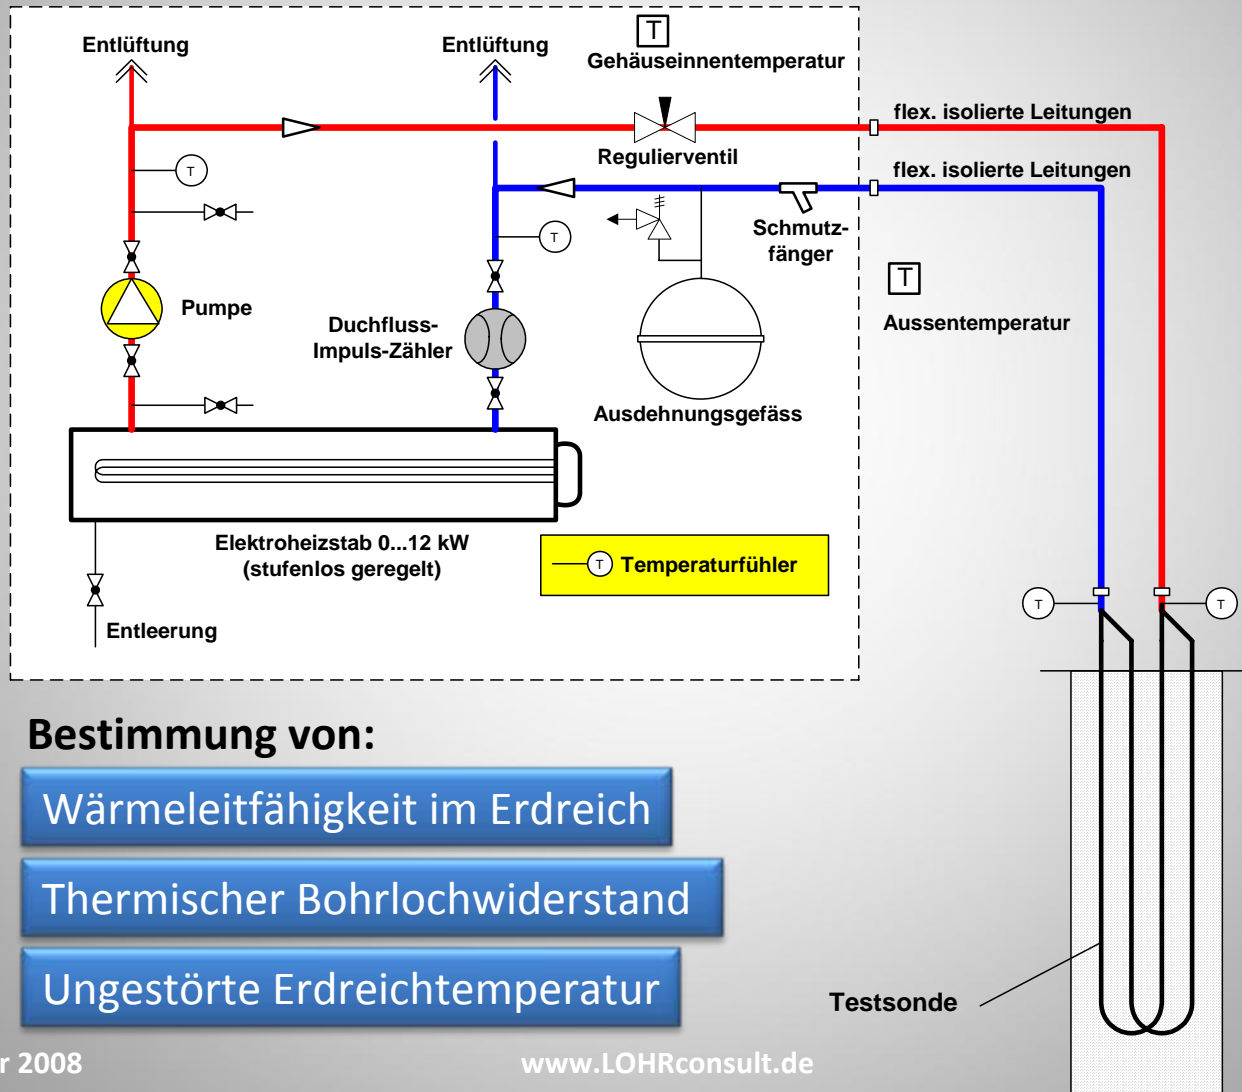 Entlüftung
Entlüftung
T
Gehäuseinnentemperatur
flex. isolierte Leitungen
Regulierventil
flex. isolierte Leitungen
T
T
Schmutz-
fänger
T
Pumpe
Duchfluss-
Impuls-Zähler
Aussentemperatur
Ausdehnungsgefäss
Elektroheizstab 0...12 kW
(stufenlos geregelt)
T Temperaturfühler
T
T
Entleerung
Bestimmung von:
Wärmeleitfähigkeit im Erdreich
Thermischer Bohrlochwiderstand
Ungestörte Erdreichtemperatur
Testsonde
r 2008
www.LOHRconsult.de